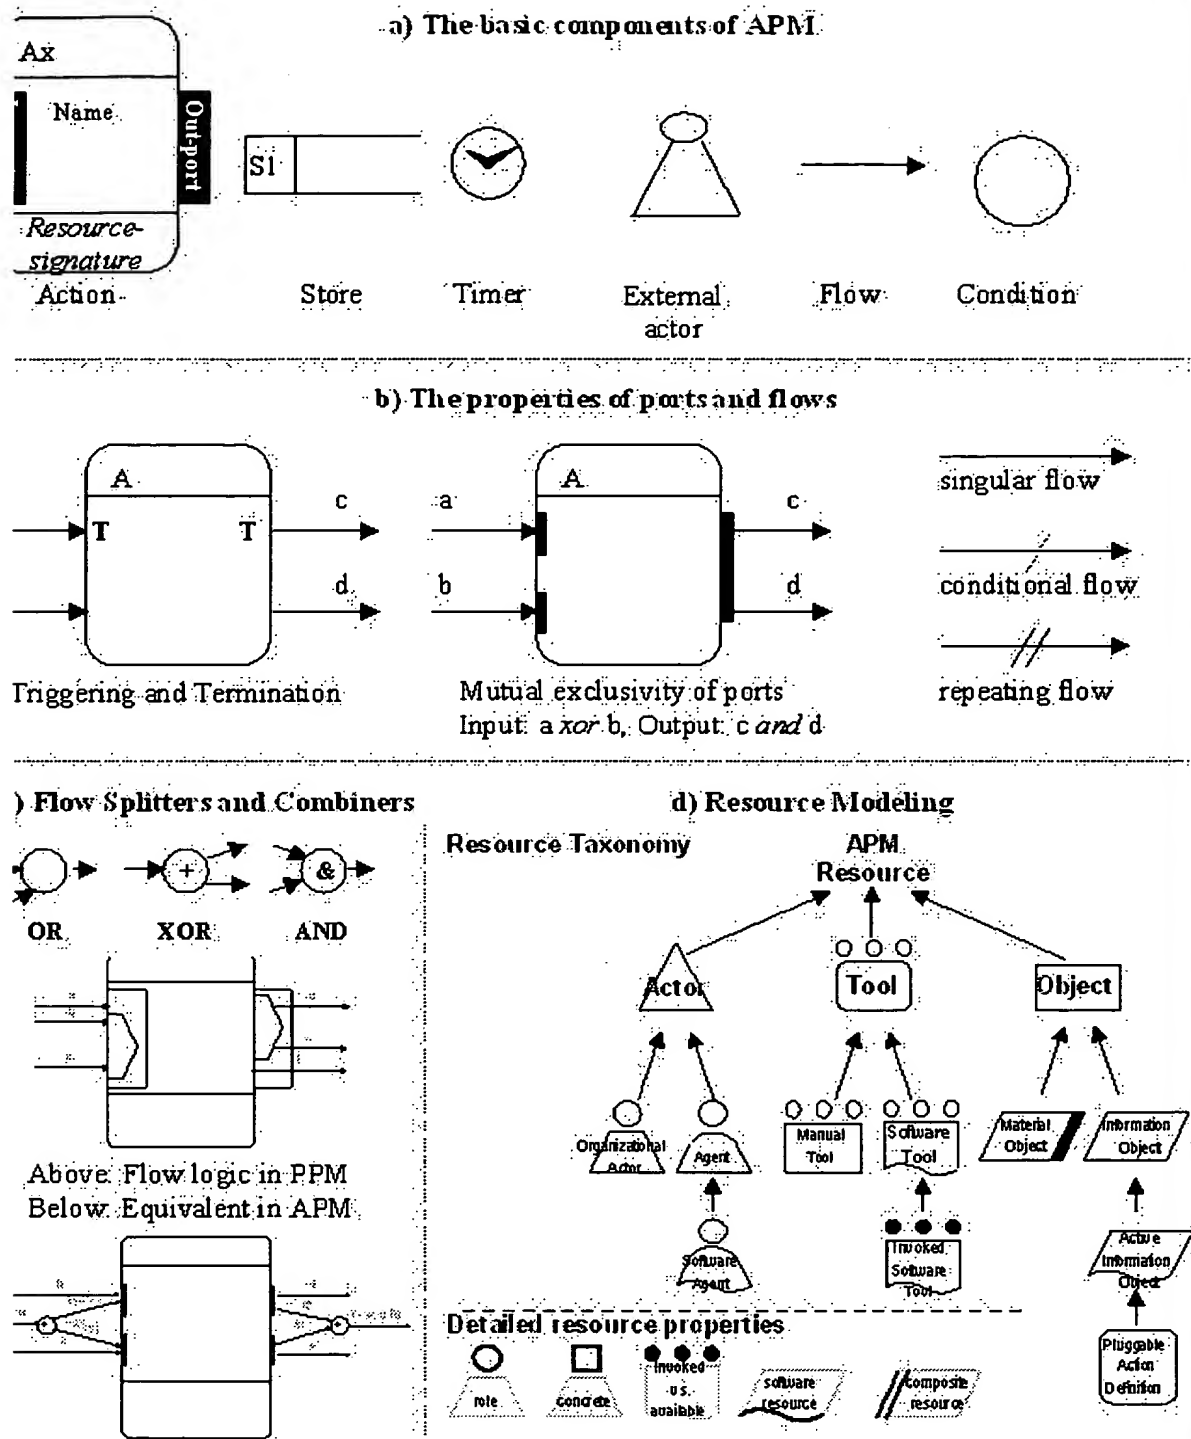 a) The basic components of APM
Ax
Name
Out-port
Resource-
signature
S1
Action
Store
Timer
External
actor
Flow
Condition
b) The properties of ports and flows
A
T
T
c
d
Triggering and Termination
a
b
A
c
d
Mutual exclusivity of ports
Input: a xor b, Output: c and d
singular flow
conditional flow
repeating flow
) Flow Splitters and Combiners
+
&
OR
XOR
AND
Above: Flow logic in PPM
Below: Equivalent in APM
d) Resource Modeling
Resource Taxonomy
APM
Resource
Actor
Tool
Object
Organizational
Actor
Agent
Manual
Tool
Software
Tool
Material
Object
Information
Object
Software
Agent
Invoked
Software
Tool
Active
Information
Object
Pluggable
Action
Definition
Detailed resource properties
role
concrete
invoked
u.s.
available
software
resource
composite
resource